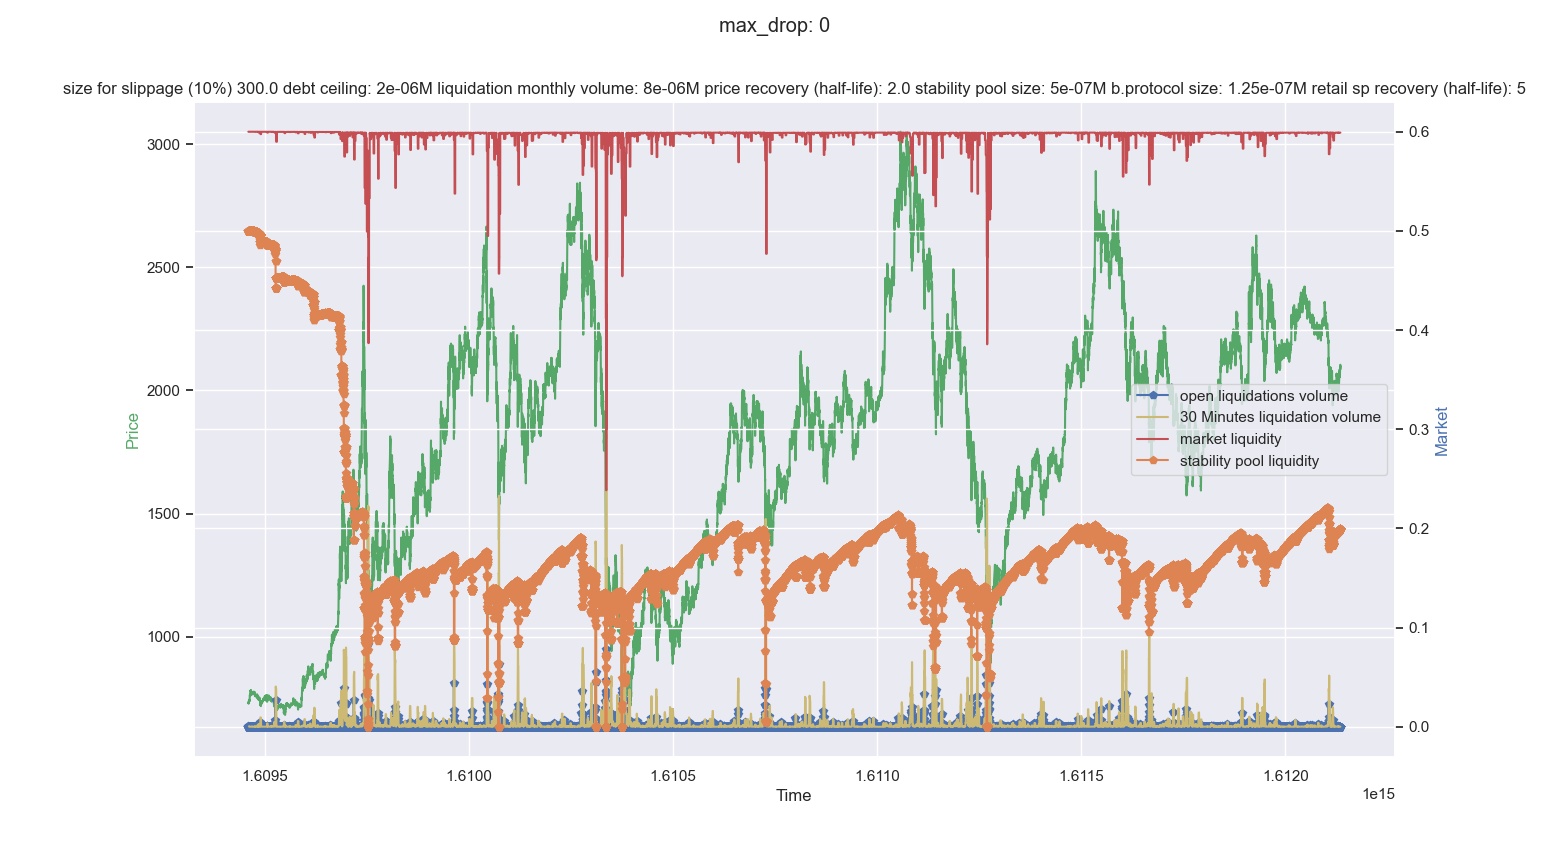 max_drop: 0
size for slippage (10%) 300.0 debt ceiling: 2e-06M liquidation monthly volume: 8e-06M price recovery (half-life): 2.0 stability pool size: 5e-07M b.protocol size: 1.25e-07M retail sp recovery (half-life): 5
3000
2500
2000
1500
1000
Price
0.6
0.5
0.4
0.3
0.2
0.1
0.0
Market
open liquidations volume
30 Minutes liquidation volume
market liquidity
stability pool liquidity
1.6095
1.6100
1.6105
1.6110
1.6115
1.6120
1e15
Time